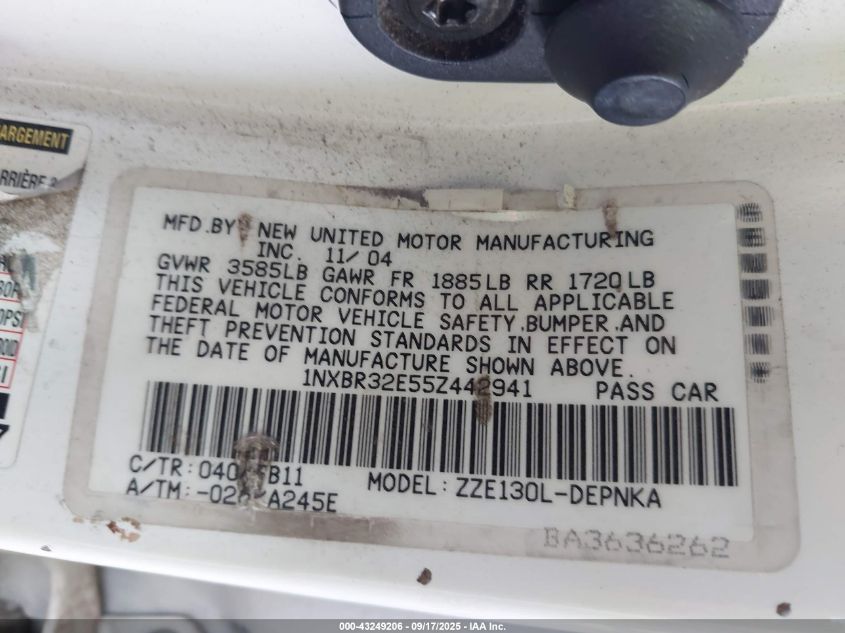 ARGEMENT
MFD.BY NEW UNITED MOTOR MANUFACTURING
INC. 11/04
GVWR 3585LB GAWR FR 1885LB RR 1720LB
THIS VEHICLE CONFORMS TO ALL APPLICABLE
FEDERAL MOTOR VEHICLE SAFETY,BUMPER,AND
THEFT PREVENTION STANDARDS IN EFFECT ON
THE DATE OF MANUFACTURE SHOWN ABOVE.
1NXBR32E55Z442941 PASS CAR
C/TR: MODEL: ZZE130L-DEPNKA
A/TM: A245E
BA3636262
000-43249206 - 09/17/2025 - IAA Inc.